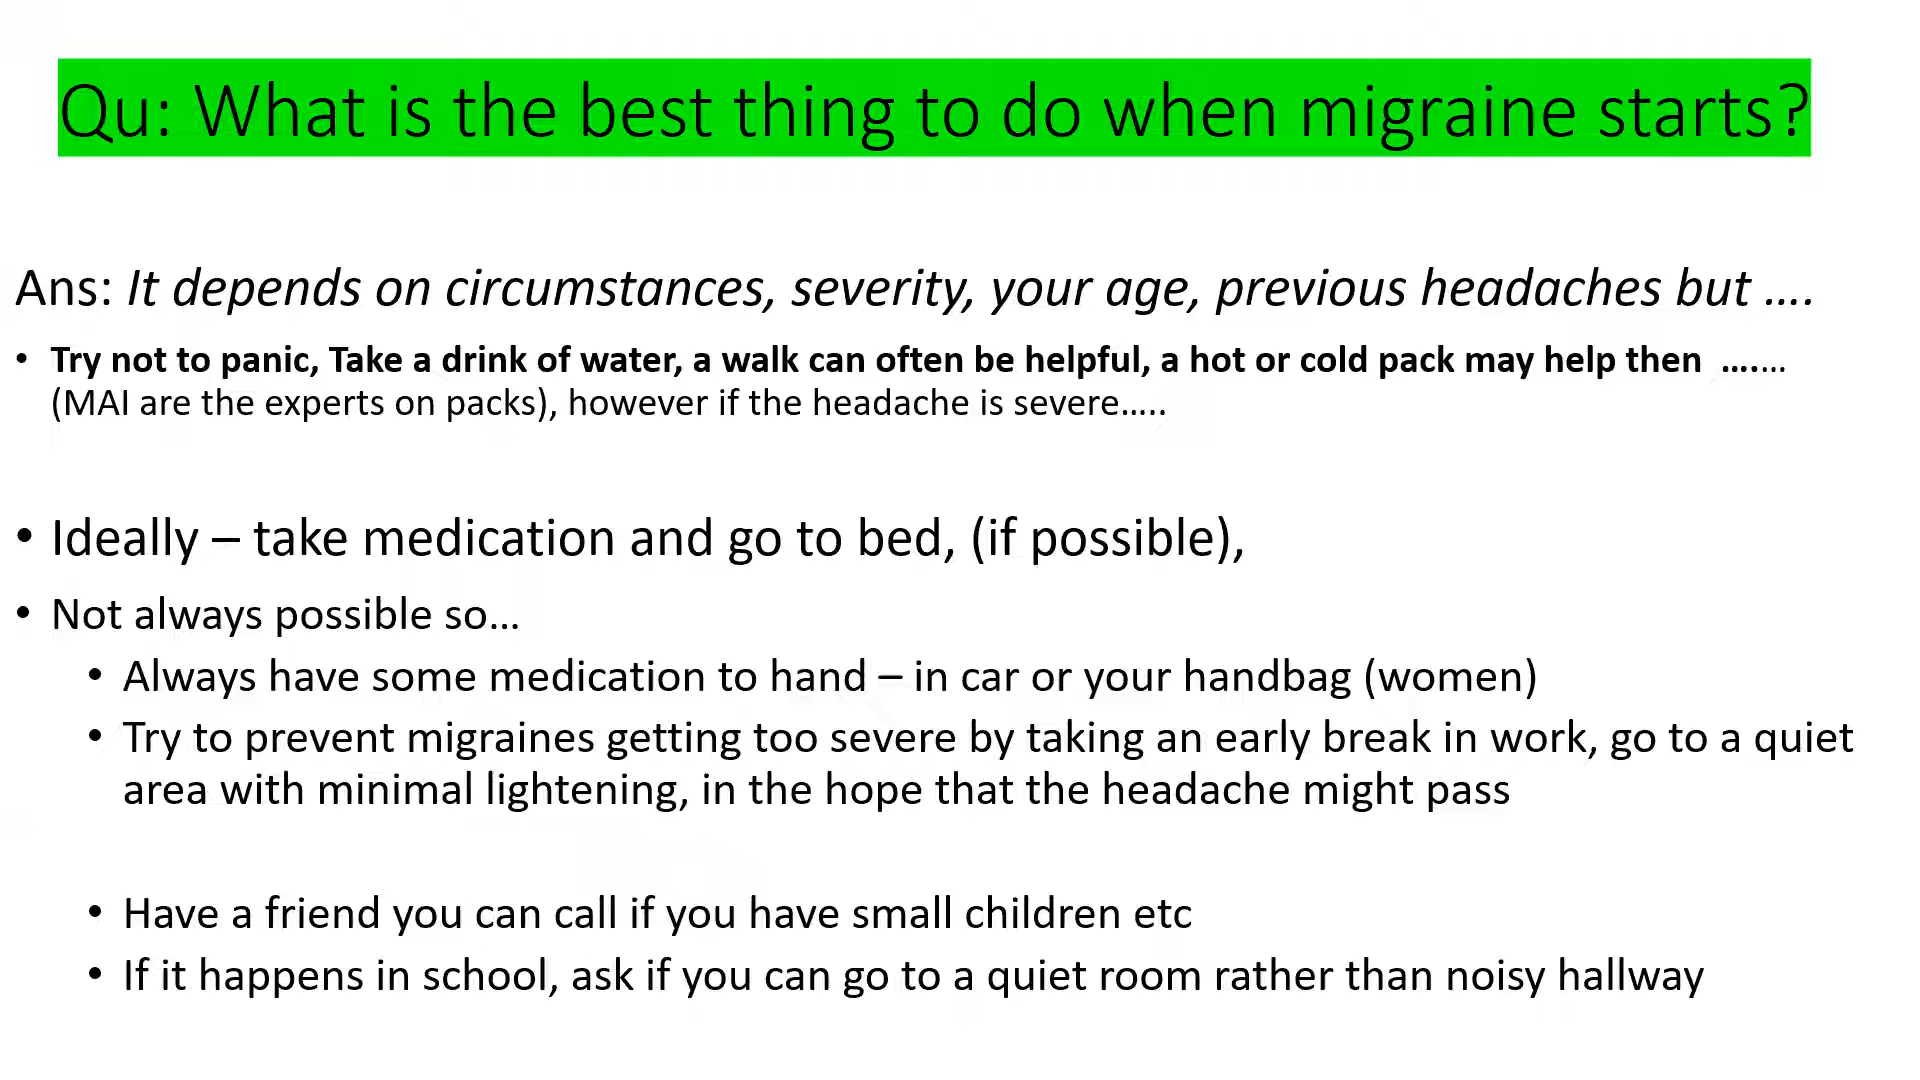 Qu: What is the best thing to do when migraine starts?
Ans: It depends on circumstances, severity, your age, previous headaches but ….
• Try not to panic, Take a drink of water, a walk can often be helpful, a hot or cold pack may help then ….…
(MAI are the experts on packs), however if the headache is severe…..
• Ideally – take medication and go to bed, (if possible),
• Not always possible so…
• Always have some medication to hand – in car or your handbag (women)
• Try to prevent migraines getting too severe by taking an early break in work, go to a quiet
area with minimal lightening, in the hope that the headache might pass
• Have a friend you can call if you have small children etc
• If it happens in school, ask if you can go to a quiet room rather than noisy hallway